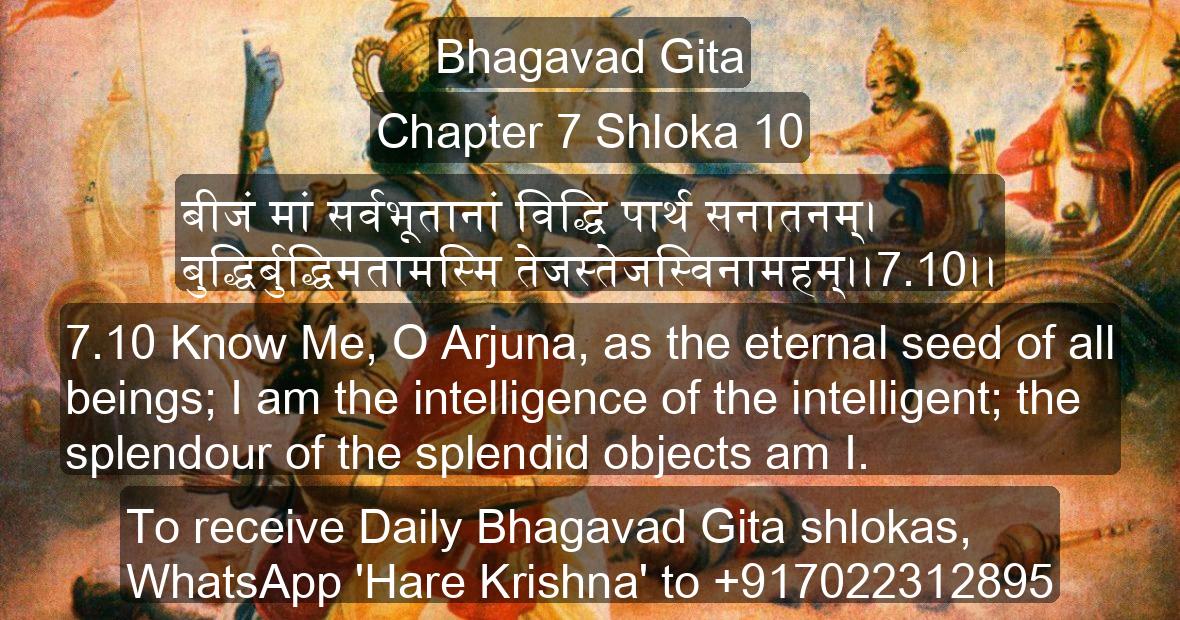 Bhagavad Gita
Chapter 7 Shloka 10
बीजं मां सर्वभूतानां विद्धि पार्थ सनातनम्।
बुद्धिर्बुद्धिमतामस्मि तेजस्तेजस्विनामहम्।।7.10।।
7.10 Know Me, O Arjuna, as the eternal seed of all
beings; I am the intelligence of the intelligent; the
splendour of the splendid objects am I.
To receive Daily Bhagavad Gita shlokas,
WhatsApp 'Hare Krishna' to +917022312895